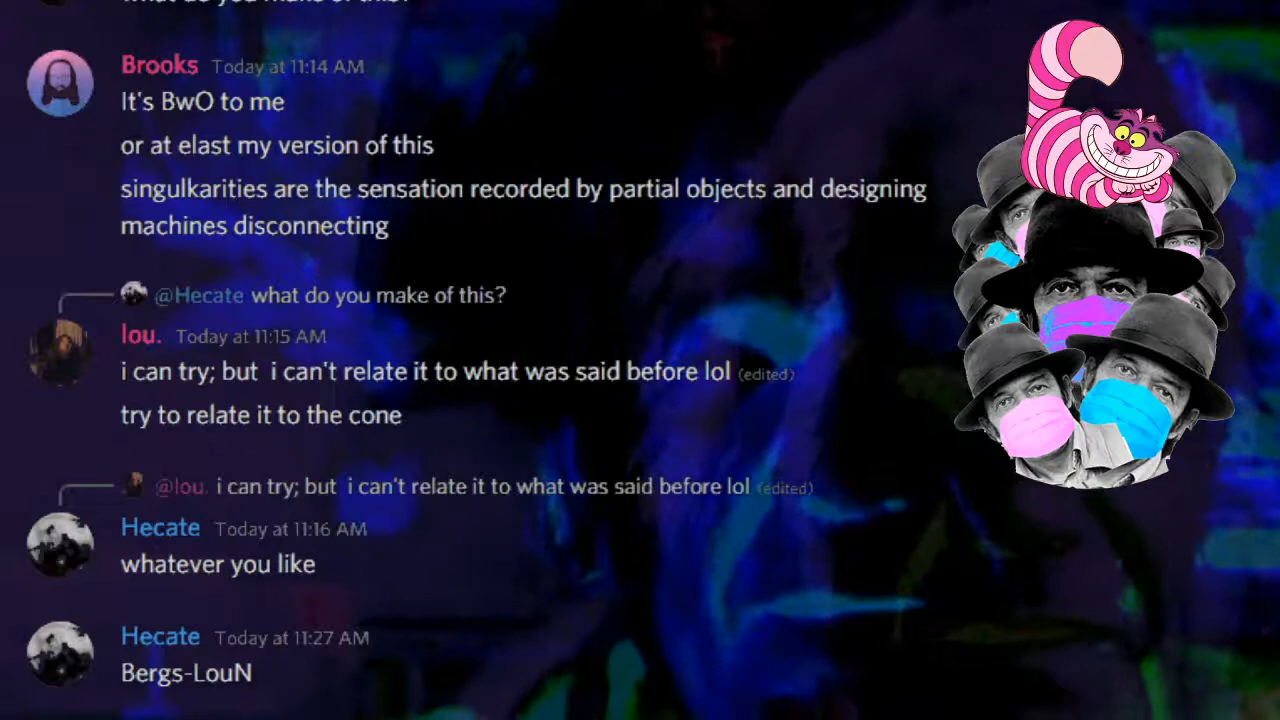 what do you make of this?
Brooks Today at 11:14 AM
It's BwO to me
or at elast my version of this
singulkarities are the sensation recorded by partial objects and designing
machines disconnecting
@Hecate what do you make of this?
lou. Today at 11:15 AM
i can try; but i can't relate it to what was said before lol (edited)
try to relate it to the cone
@lou. i can try; but i can't relate it to what was said before lol (edited)
Hecate Today at 11:16 AM
whatever you like
Hecate Today at 11:27 AM
Bergs-LouN